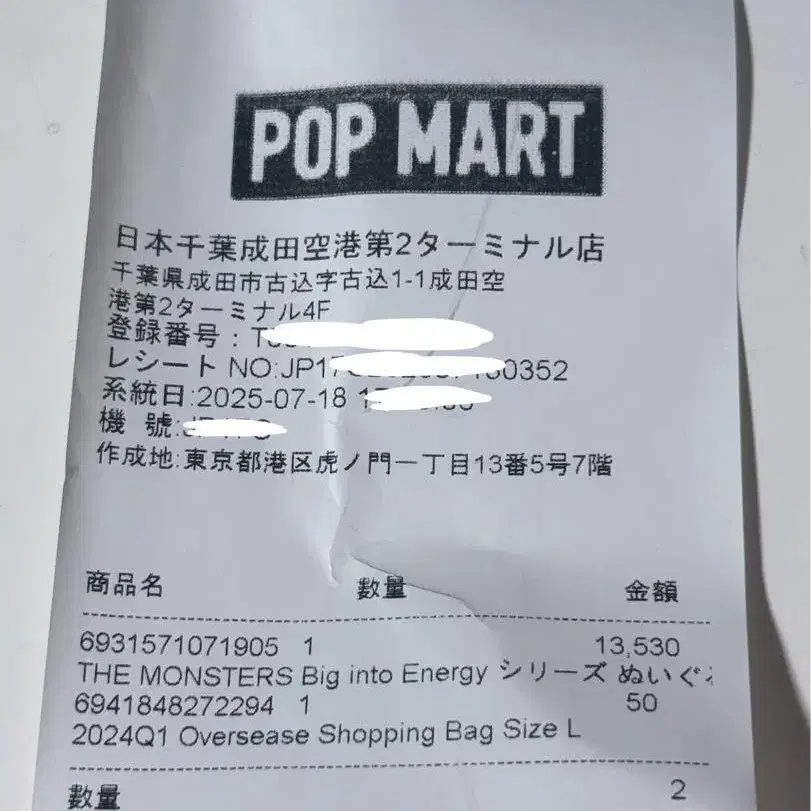 POP MART
日本千葉成田空港第2ターミナル店
千葉県成田市古込字古込1-1成田空
港第2ターミナル4F
登録番号:T
レシート NO:JP17 0352
系統日:2025-07-18
機 號:
作成地:東京都港区虎ノ門一丁目13番5号7階
商品名 數量 金額
6931571071905 1 13,530
THE MONSTERS Big into Energy シリーズ ぬいぐ
6941848272294 1 50
2024Q1 Oversease Shopping Bag Size L
數量 2